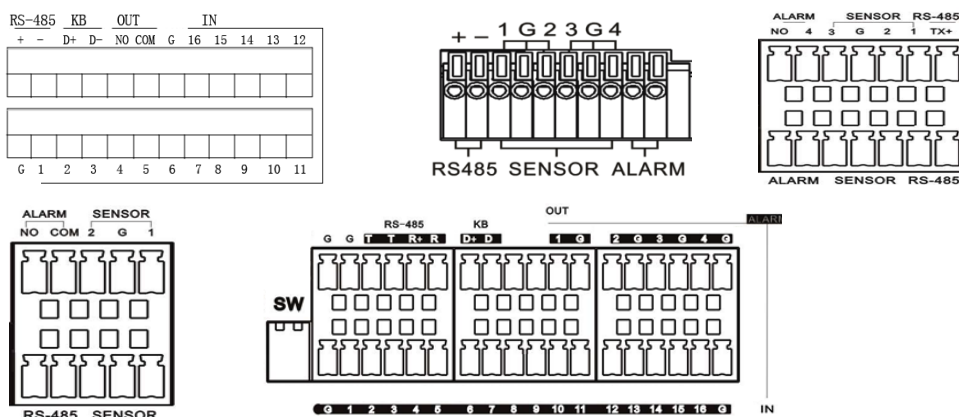 RS-485 KB OUT IN
+ - D+ D- NO COM G 16 15 14 13 12
G 1 2 3 4 5 6 7 8 9 10 11
+ - 1 G 2 3 G 4
RS485 SENSOR ALARM
ALARM SENSOR RS-485
NO 4 3 G 2 1 TX+
ALARM SENSOR RS-485
ALARM SENSOR
NO COM 2 G 1
RS-485 SENSOR
OUT
ALARM
RS-485 KB
G G T T R+ R D+ D 1 G 2 G 3 G 4 G
SW
G 1 2 3 4 5 6 7 8 9 10 11 12 13 14 15 16 G IN